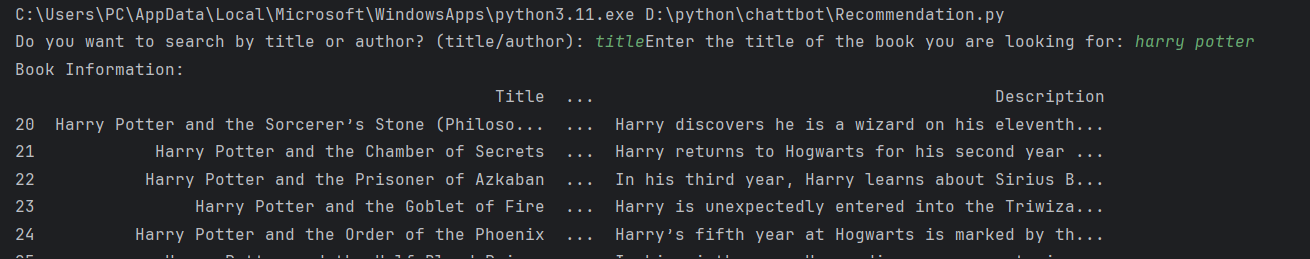 C:\Users\PC\AppData\Local\Microsoft\WindowsApps\python3.11.exe D:\python\chattbot\Recommendation.py
Do you want to search by title or author? (title/author): titleEnter the title of the book you are looking for: harry potter
Book Information:
Title ... Description
20 Harry Potter and the Sorcerer’s Stone (Philoso... ... Harry discovers he is a wizard on his eleventh...
21 Harry Potter and the Chamber of Secrets ... Harry returns to Hogwarts for his second year ...
22 Harry Potter and the Prisoner of Azkaban ... In his third year, Harry learns about Sirius B...
23 Harry Potter and the Goblet of Fire ... Harry is unexpectedly entered into the Triwiza...
24 Harry Potter and the Order of the Phoenix ... Harry’s fifth year at Hogwarts is marked by th...